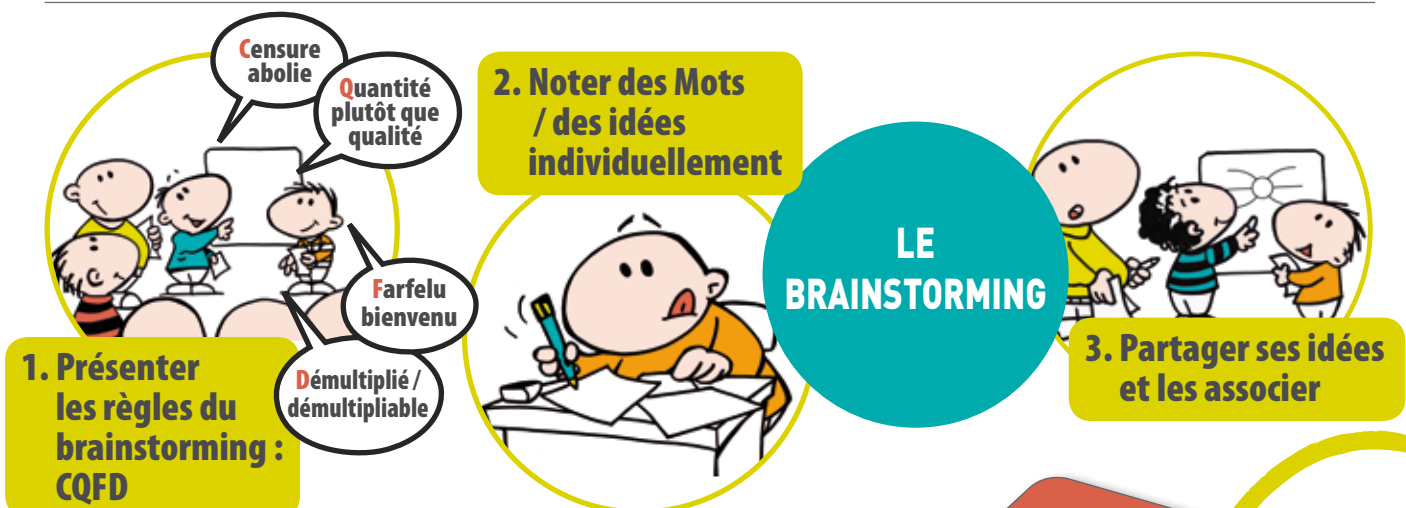 Censure
abolie
Quantité
plutôt que
qualité
Farfelu
bienvenu
Démultiplié /
démultipliable
1. Présenter
les règles du
brainstorming :
CQFD
2. Noter des Mots
/ des idées
individuellement
LE
BRAINSTORMING
3. Partager ses idées
et les associer